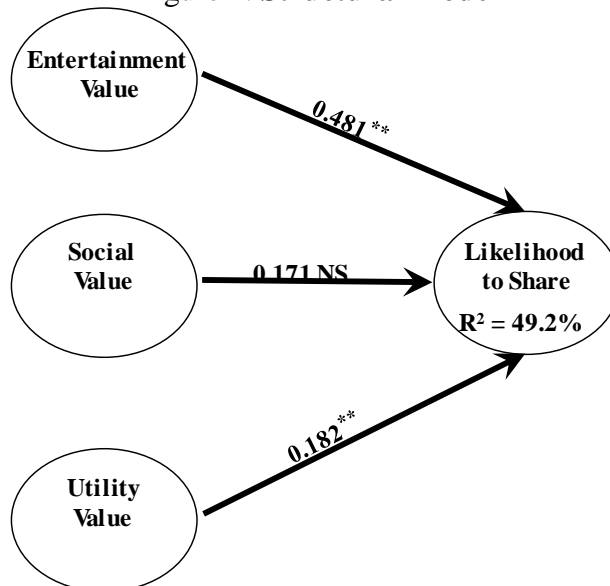 Entertainment
Value
0.481 **
Social
Value
0.171 NS
Likelihood
to Share
R² = 49.2%
0.182**
Utility
Value